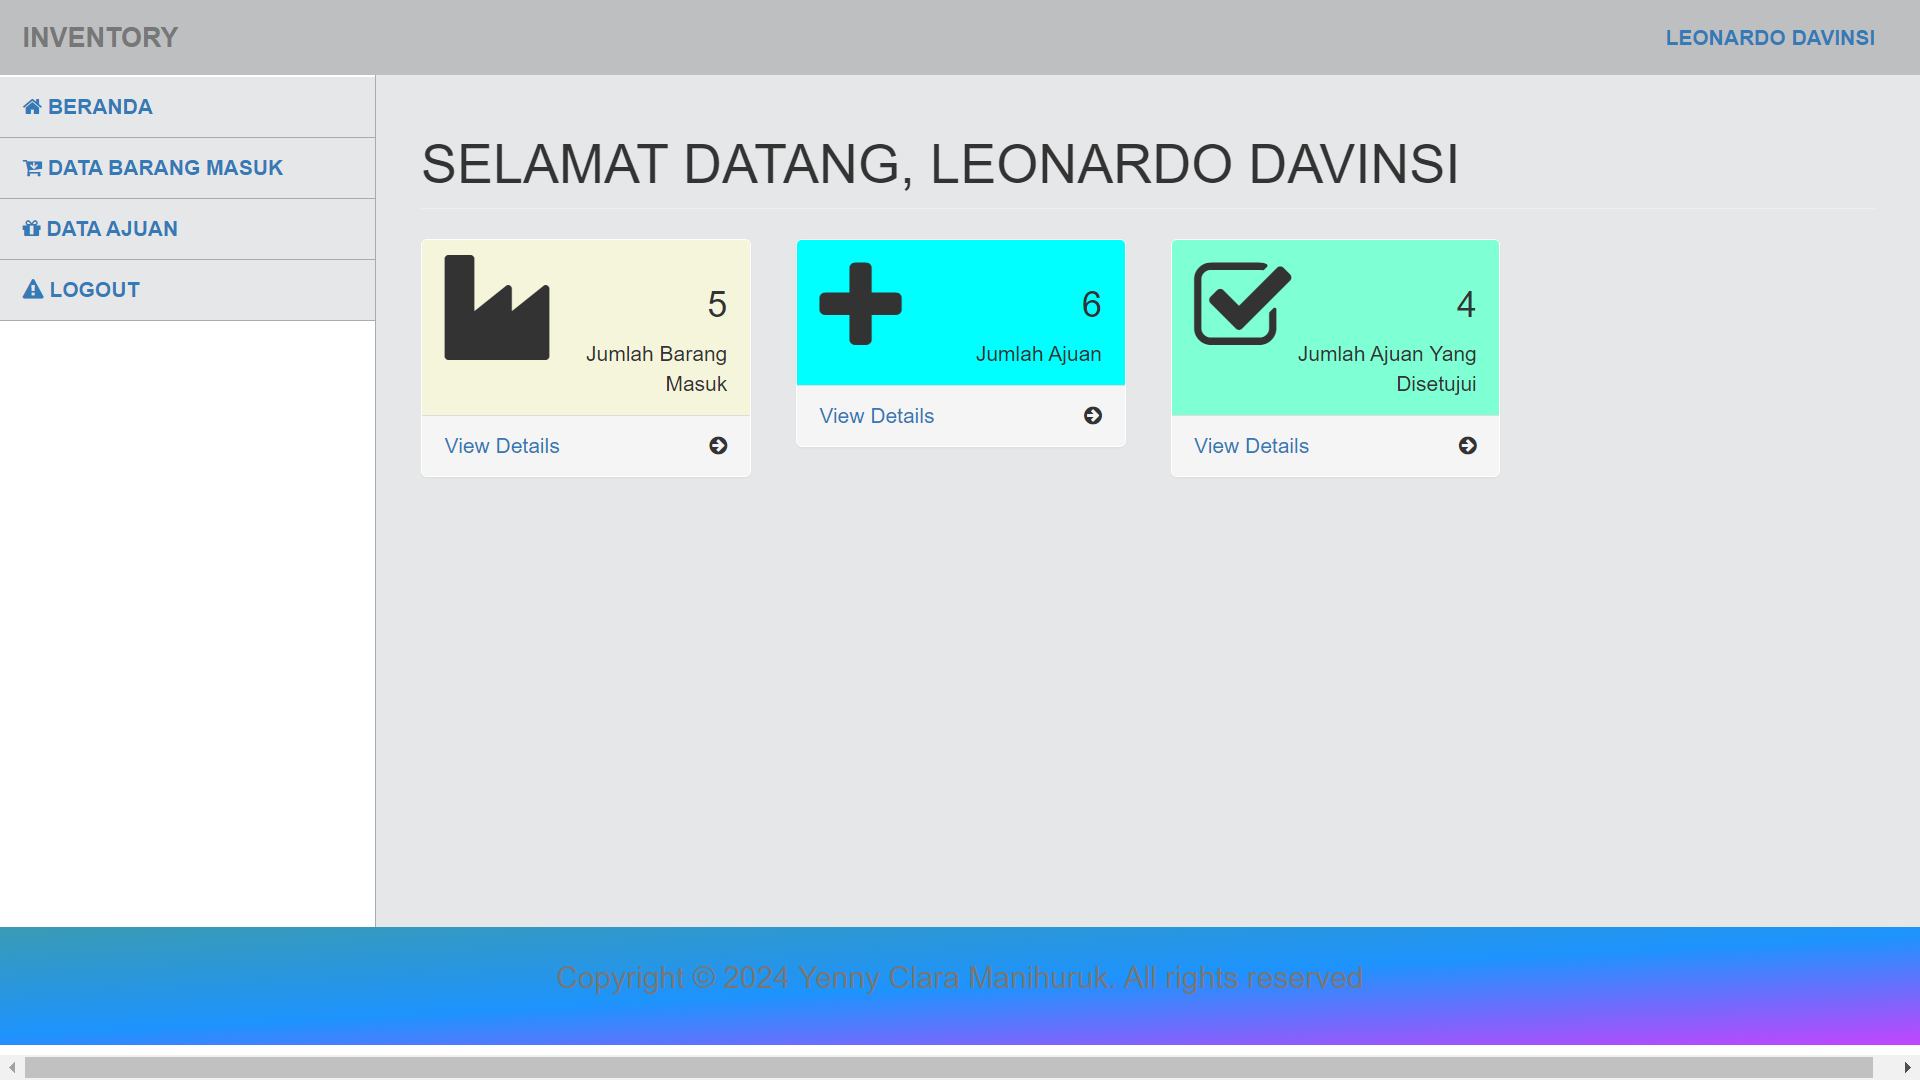 INVENTORY
LEONARDO DAVINSI
BERANDA
DATA BARANG MASUK
DATA AJUAN
LOGOUT
SELAMAT DATANG, LEONARDO DAVINSI
5
Jumlah Barang
Masuk
View Details
6
Jumlah Ajuan
View Details
4
Jumlah Ajuan Yang
Disetujui
View Details
Copyright © 2024 Yenny Clara Manihuruk. All rights reserved